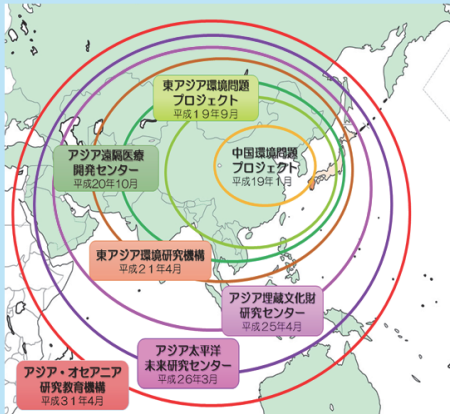 東アジア環境問題
プロジェクト
平成19年9月
中国環境問題
プロジェクト
平成19年1月
アジア遠隔医療
開発センター
平成20年10月
東アジア環境研究機構
平成21年4月
アジア埋蔵文化財
研究センター
平成25年4月
アジア太平洋
未来研究センター
平成26年3月
アジア・オセアニア
研究教育機構
平成31年4月